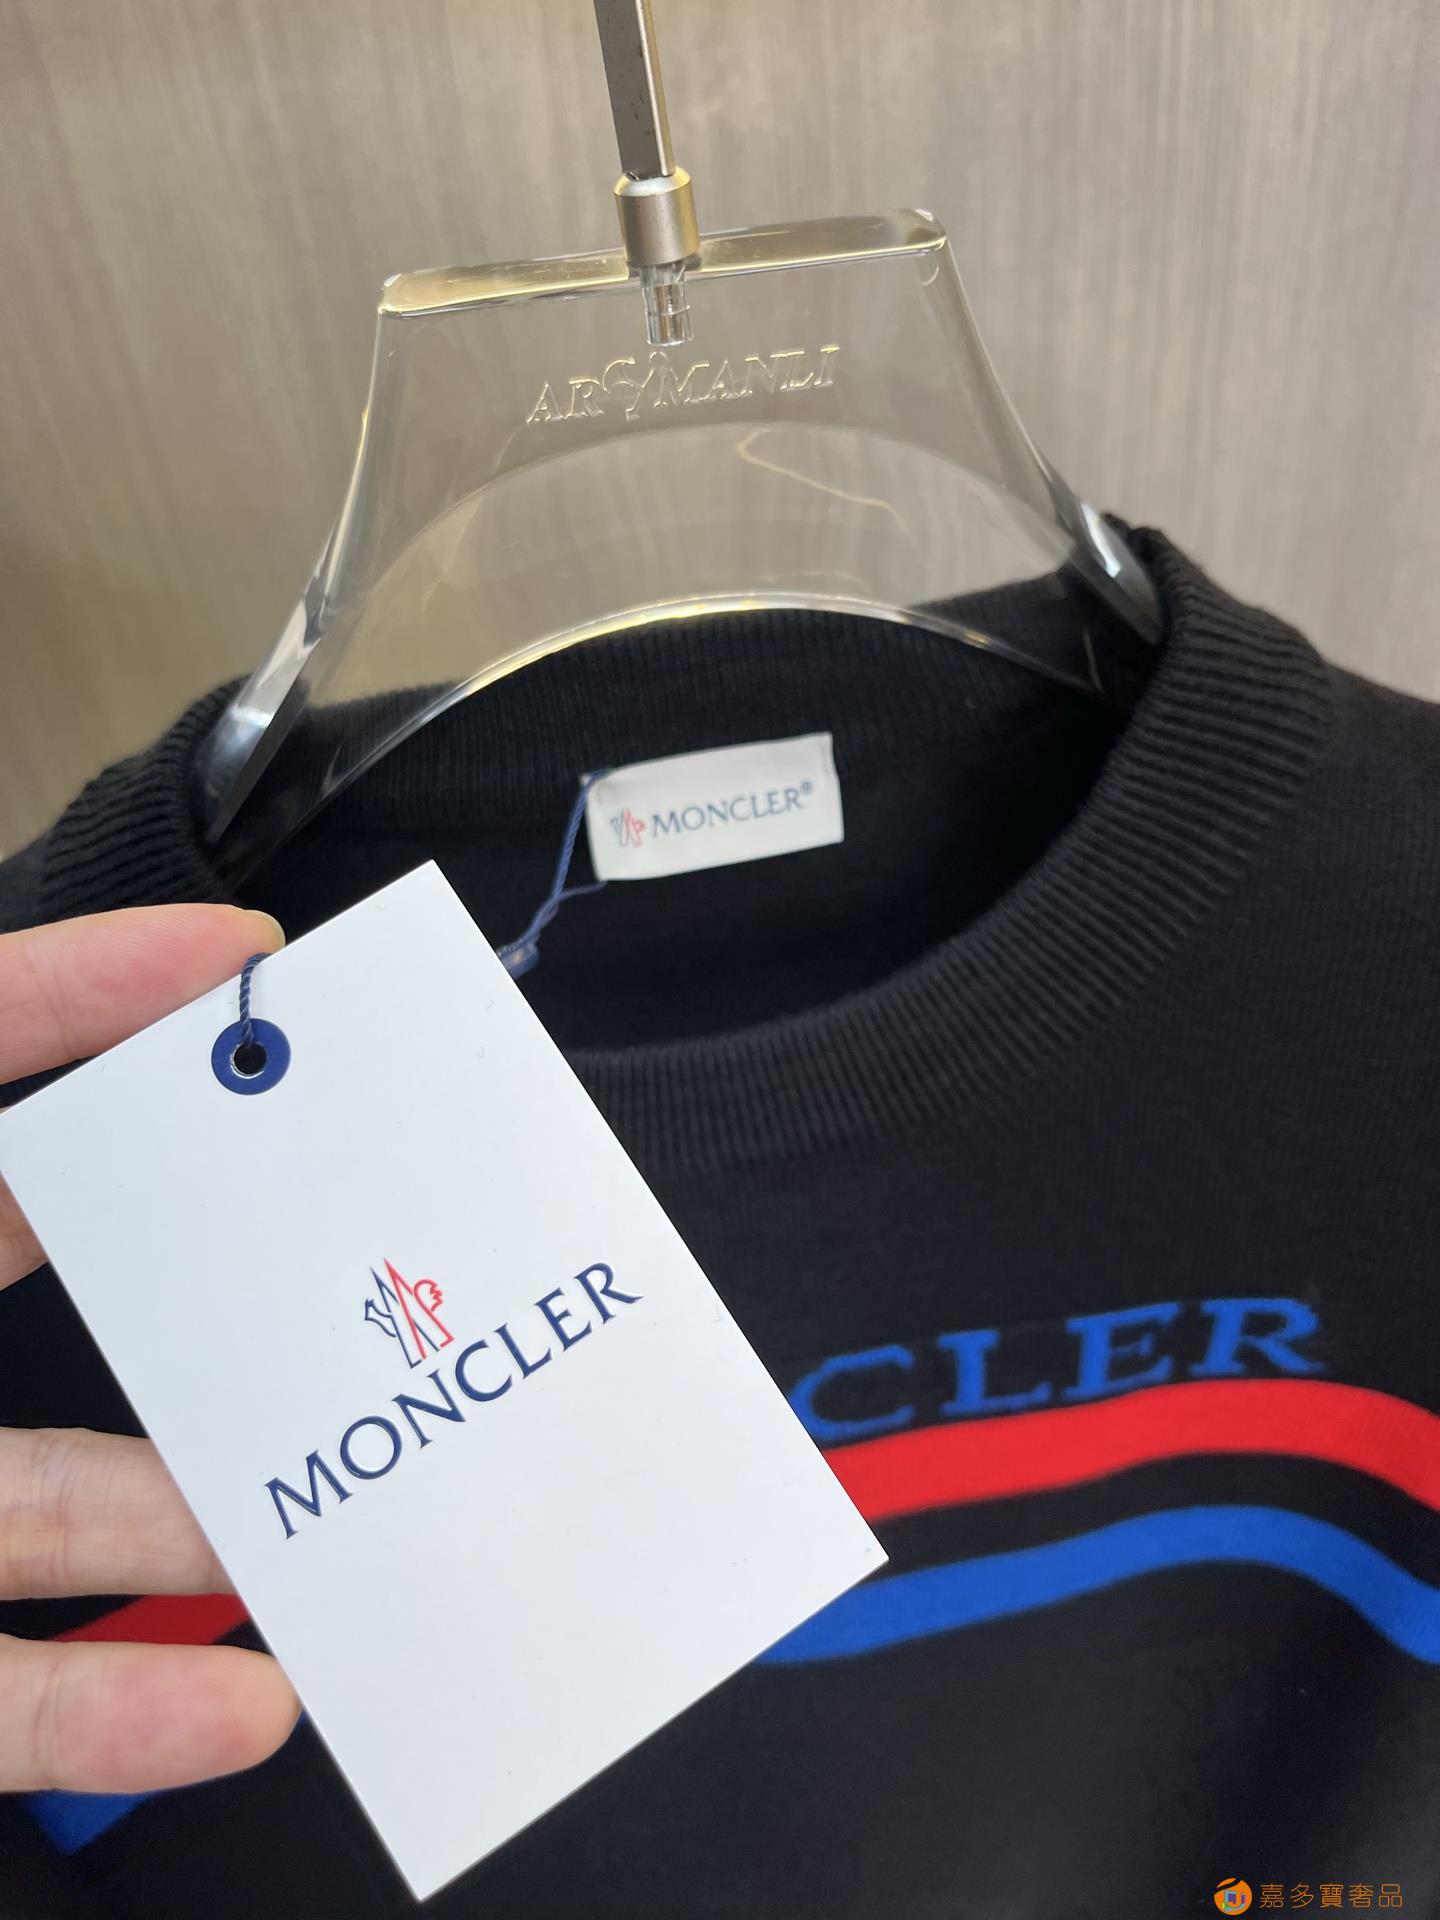 ARMANLI
MONCLER®
MONCLER
CLER
嘉多寶奢品